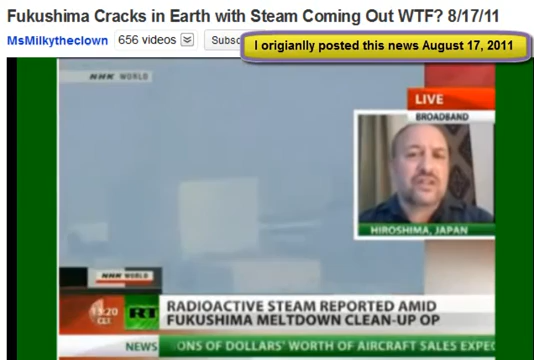 Fukushima Cracks in Earth with Steam Coming Out WTF? 8/17/11
MsMilkytheclown 656 videos Subsc
I origianlly posted this news August 17, 2011
NHK WORLD
LIVE
BROADBAND
HIROSHIMA, JAPAN
NHK WORLD
13:20
RT
RADIOACTIVE STEAM REPORTED AMID
FUKUSHIMA MELTDOWN CLEAN-UP OP
NEWS ONS OF DOLLARS' WORTH OF AIRCRAFT SALES EXPEC